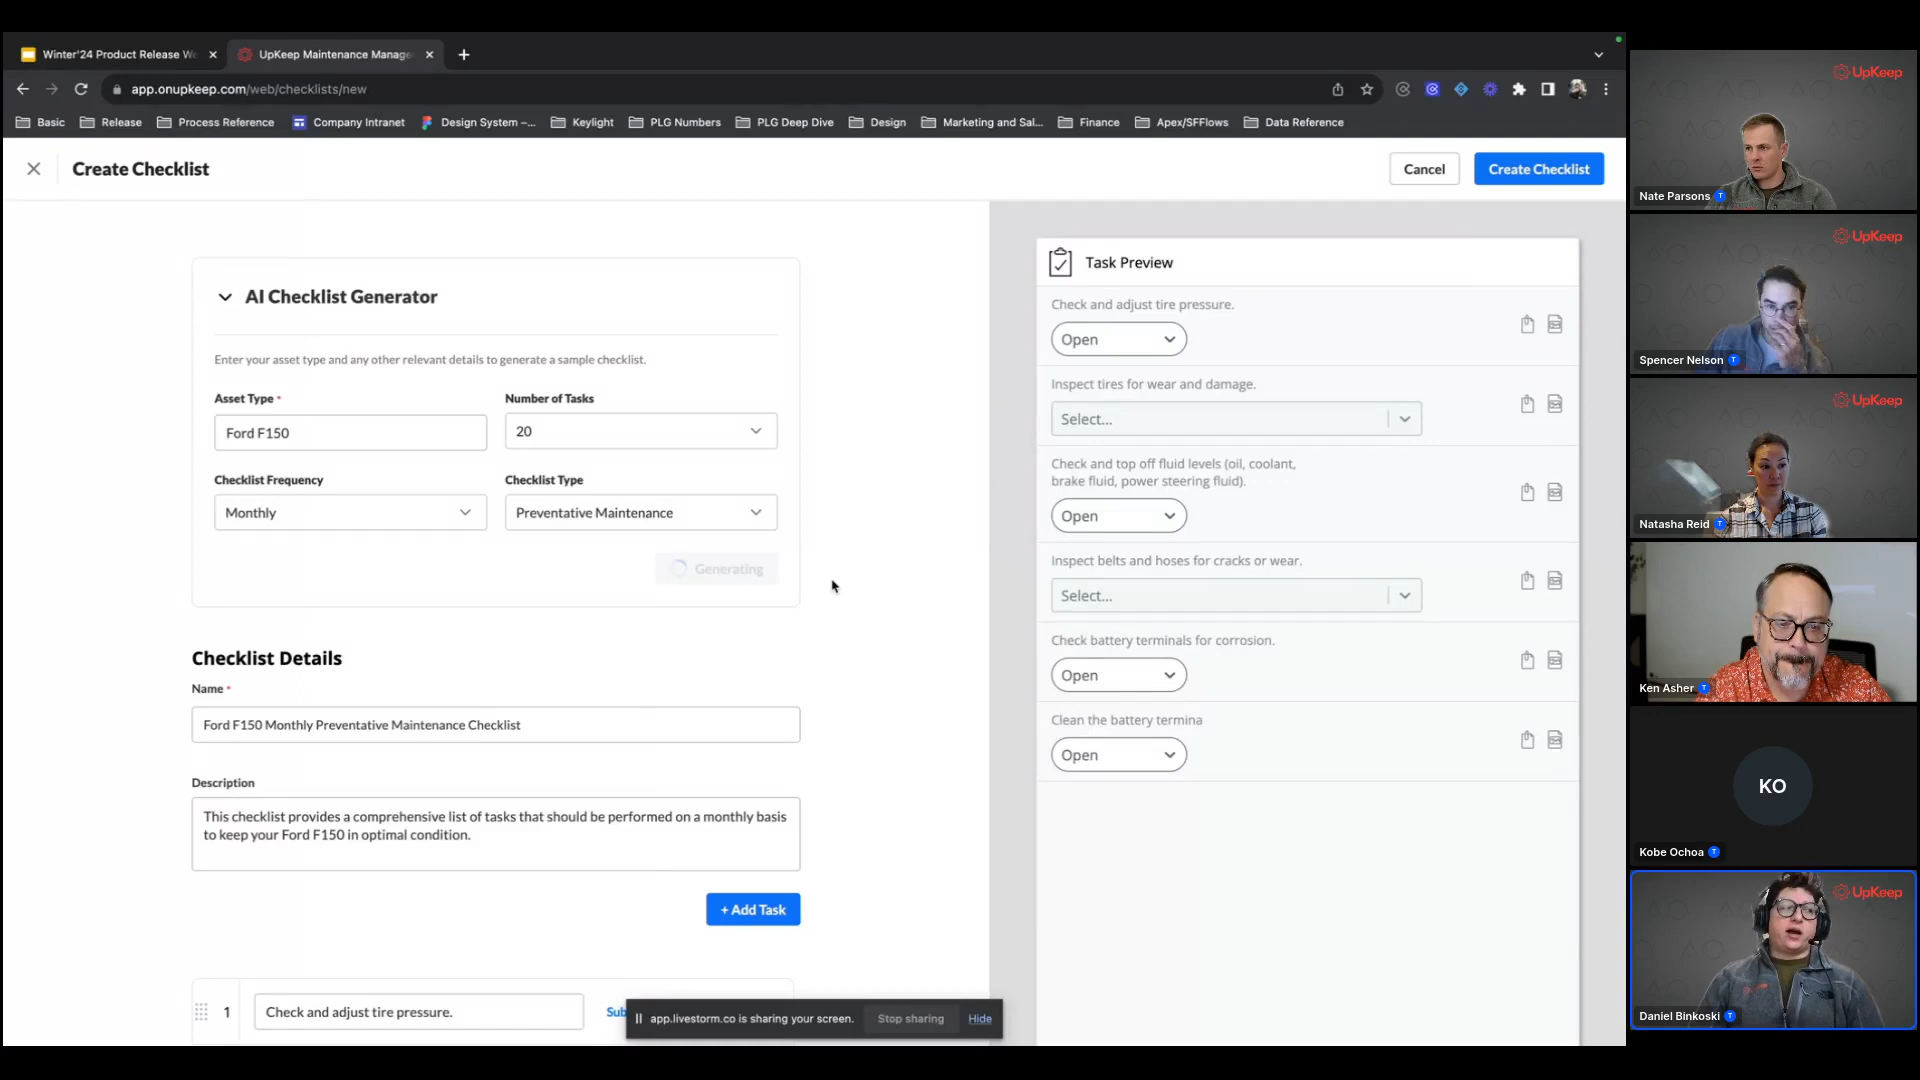 Winter'24 Product Release We
UpKeep Maintenance Manage
app.onupkeep.com/web/checklists/new
Basic
Release
Process Reference
Company Intranet
Design System –...
Keylight
PLG Numbers
PLG Deep Dive
Design
Marketing and Sal...
Finance
Apex/SFFlows
Data Reference
Create Checklist
Cancel
Create Checklist
AI Checklist Generator
Enter your asset type and any other relevant details to generate a sample checklist.
Asset Type *
Number of Tasks
Ford F150
20
Checklist Frequency
Checklist Type
Monthly
Preventative Maintenance
Generating
Checklist Details
Name *
Ford F150 Monthly Preventative Maintenance Checklist
Description
This checklist provides a comprehensive list of tasks that should be performed on a monthly basis
to keep your Ford F150 in optimal condition.
+ Add Task
1
Check and adjust tire pressure.
Sub
app.livestorm.co is sharing your screen.
Stop sharing
Hide
Task Preview
Check and adjust tire pressure.
Open
Inspect tires for wear and damage.
Select...
Check and top off fluid levels (oil, coolant,
brake fluid, power steering fluid).
Open
Inspect belts and hoses for cracks or wear.
Select...
Check battery terminals for corrosion.
Open
Clean the battery termina
Open
UpKeep
Nate Parsons T
UpKeep
Spencer Nelson T
UpKeep
Natasha Reid T
Ken Asher T
KO
Kobe Ochoa T
UpKeep
Daniel Binkoski T